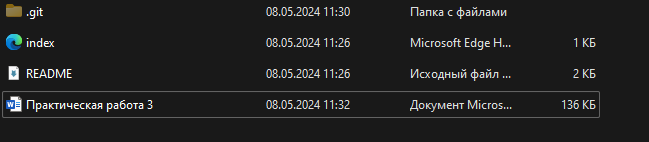 .git 08.05.2024 11:30 Папка с файлами
index 08.05.2024 11:26 Microsoft Edge H... 1 КБ
README 08.05.2024 11:26 Исходный файл ... 2 КБ
Практическая работа 3 08.05.2024 11:32 Документ Micros... 136 КБ